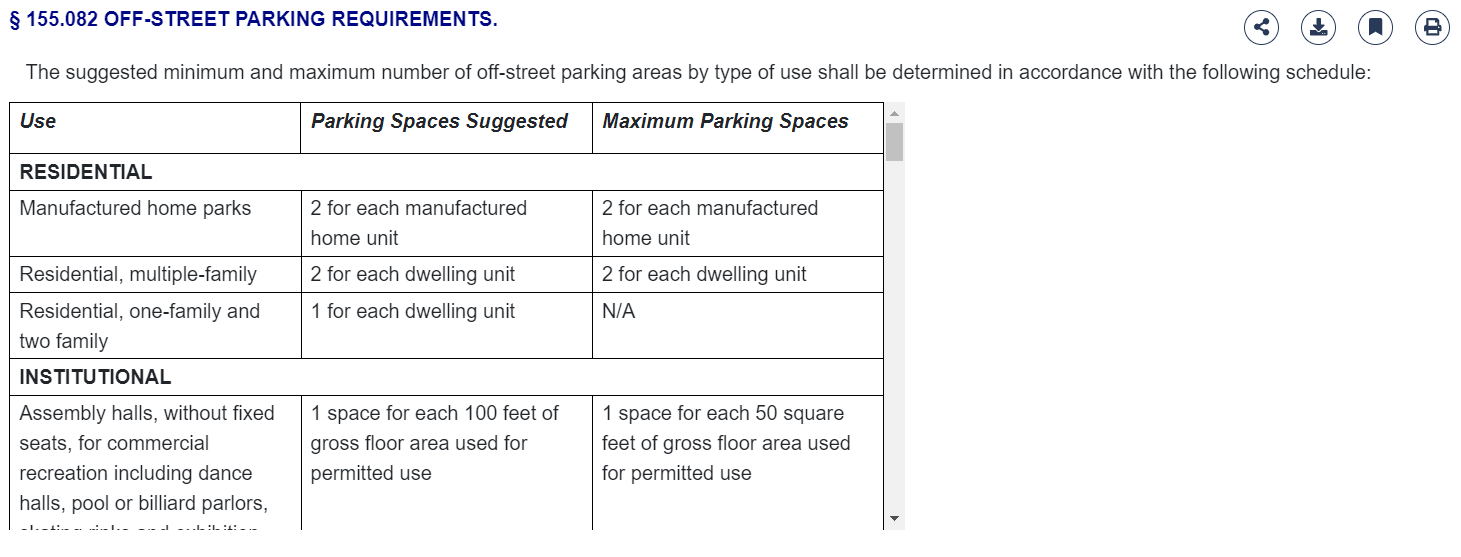 § 155.082 OFF-STREET PARKING REQUIREMENTS.
The suggested minimum and maximum number of off-street parking areas by type of use shall be determined in accordance with the following schedule:
Use Parking Spaces Suggested Maximum Parking Spaces
RESIDENTIAL
Manufactured home parks 2 for each manufactured 2 for each manufactured
home unit home unit
Residential, multiple-family 2 for each dwelling unit 2 for each dwelling unit
Residential, one-family and 1 for each dwelling unit N/A
two family
INSTITUTIONAL
Assembly halls, without fixed 1 space for each 100 feet of 1 space for each 50 square
seats, for commercial gross floor area used for feet of gross floor area used
recreation including dance permitted use for permitted use
halls, pool or billiard parlors,
skating rinks and exhibition